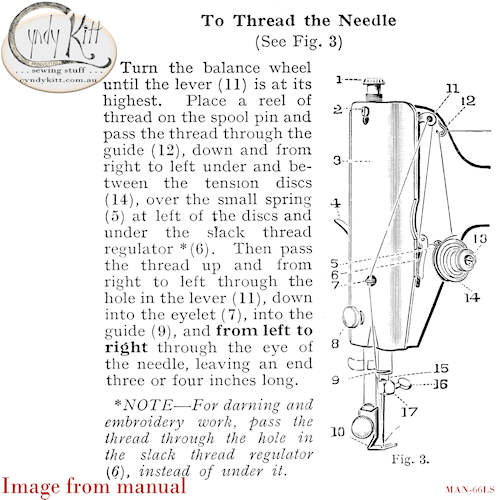 Cyndy Kitt
PRODUCTIONS
. . . sewing stuff . . .
cyndykitt.com.au
To Thread the Needle
(See Fig. 3)
Turn the balance wheel
until the lever (11) is at its
highest. Place a reel of
thread on the spool pin and
pass the thread through the
guide (12), down and from
right to left under and be-
tween the tension discs
(14), over the small spring
(5) at left of the discs and
under the slack thread
regulator *(6). Then pass
the thread up and from
right to left through the
hole in the lever (11), down
into the eyelet (7), into the
guide (9), and from left to
right through the eye of
the needle, leaving an end
three or four inches long.
*NOTE—For darning and
embroidery work, pass the
thread through the hole in
the slack thread regulator
(6), instead of under it.
1
2
3
4
5
6
7
8
9
10
11
12
13
14
15
16
17
Fig. 3.
Image from manual
MAN-66LS